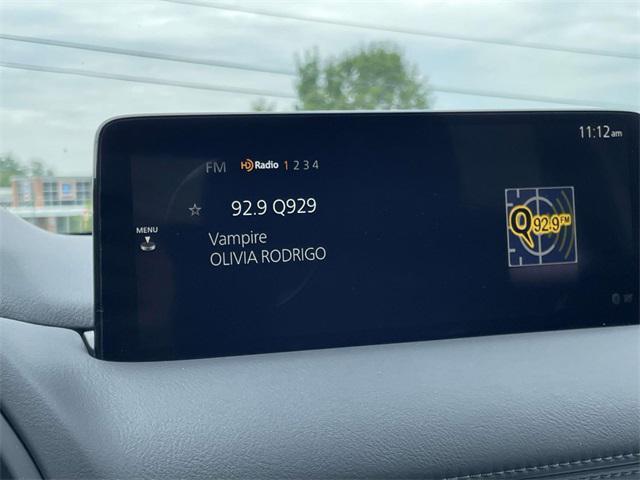 11:12am
FM HD Radio 1 2 3 4
92.9 Q929
MENU
Vampire
OLIVIA RODRIGO
Q92.9FM